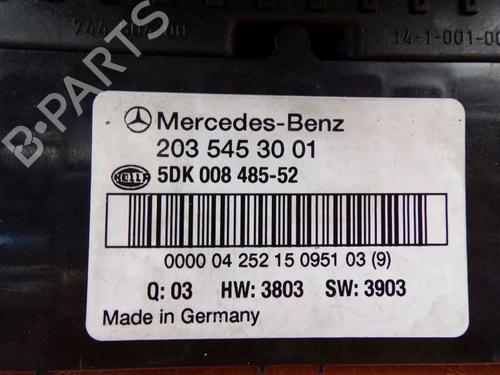 14-1-001-00
Mercedes-Benz
203 545 30 01
HELLA 5DK 008 485-52
0000 04 252 15 0951 03 (9)
Q: 03 HW: 3803 SW: 3903
Made in Germany
B-PARTS